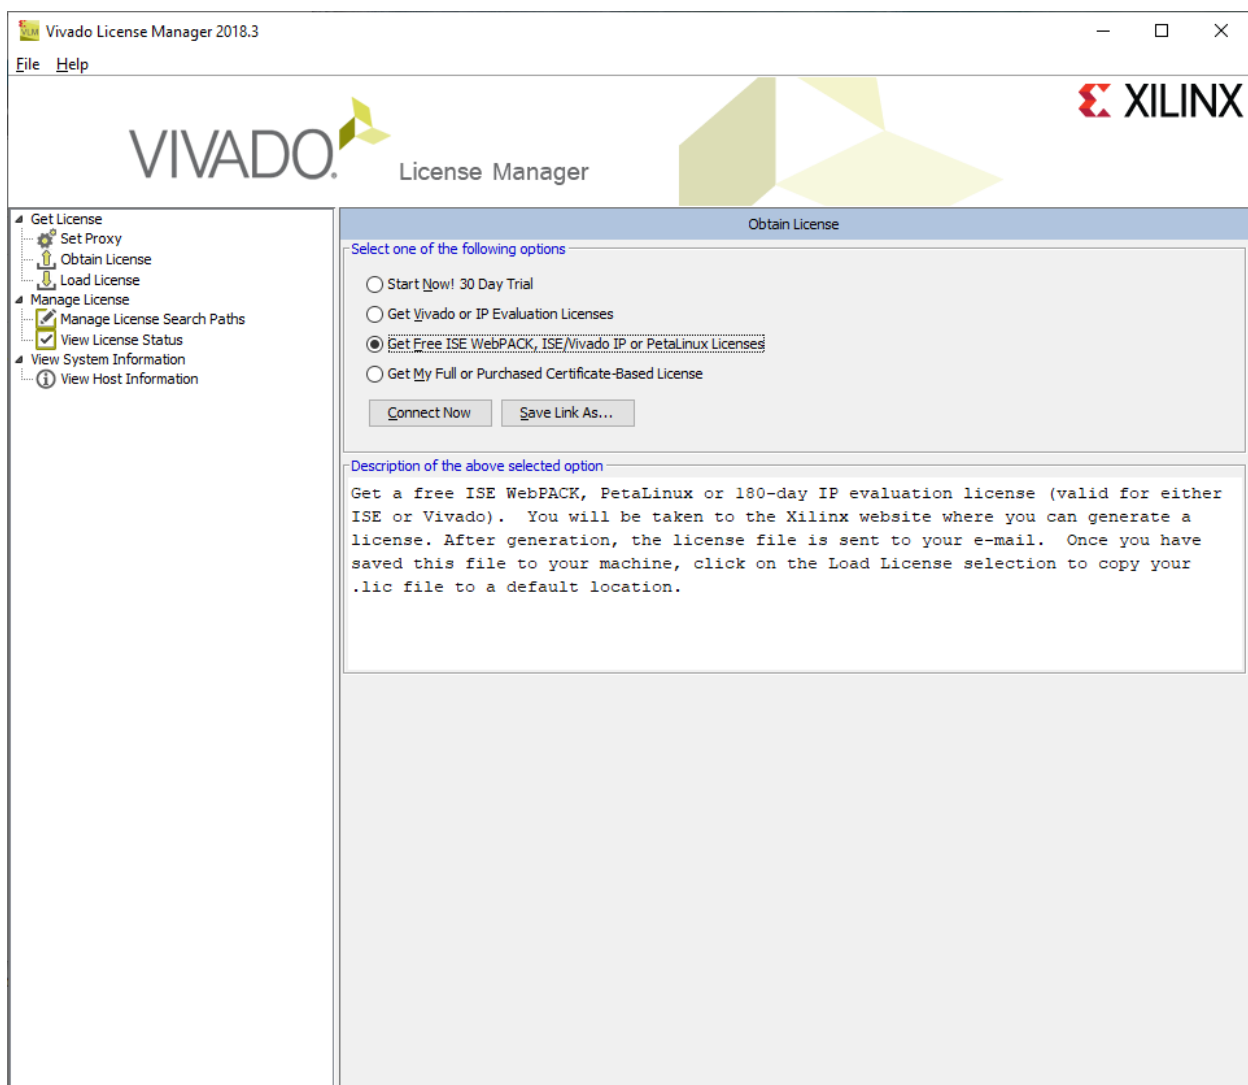 Vivado License Manager 2018.3
File Help
XILINX
VIVADO.
License Manager
Get License
Set Proxy
Obtain License
Load License
Manage License
Manage License Search Paths
View License Status
View System Information
View Host Information
Obtain License
Select one of the following options
Start Now! 30 Day Trial
Get Vivado or IP Evaluation Licenses
Get Free ISE WebPACK, ISE/Vivado IP or PetaLinux Licenses
Get My Full or Purchased Certificate-Based License
Connect Now Save Link As...
Description of the above selected option
Get a free ISE WebPACK, PetaLinux or 180-day IP evaluation license (valid for either
ISE or Vivado).  You will be taken to the Xilinx website where you can generate a
license. After generation, the license file is sent to your e-mail.  Once you have
saved this file to your machine, click on the Load License selection to copy your
.lic file to a default location.